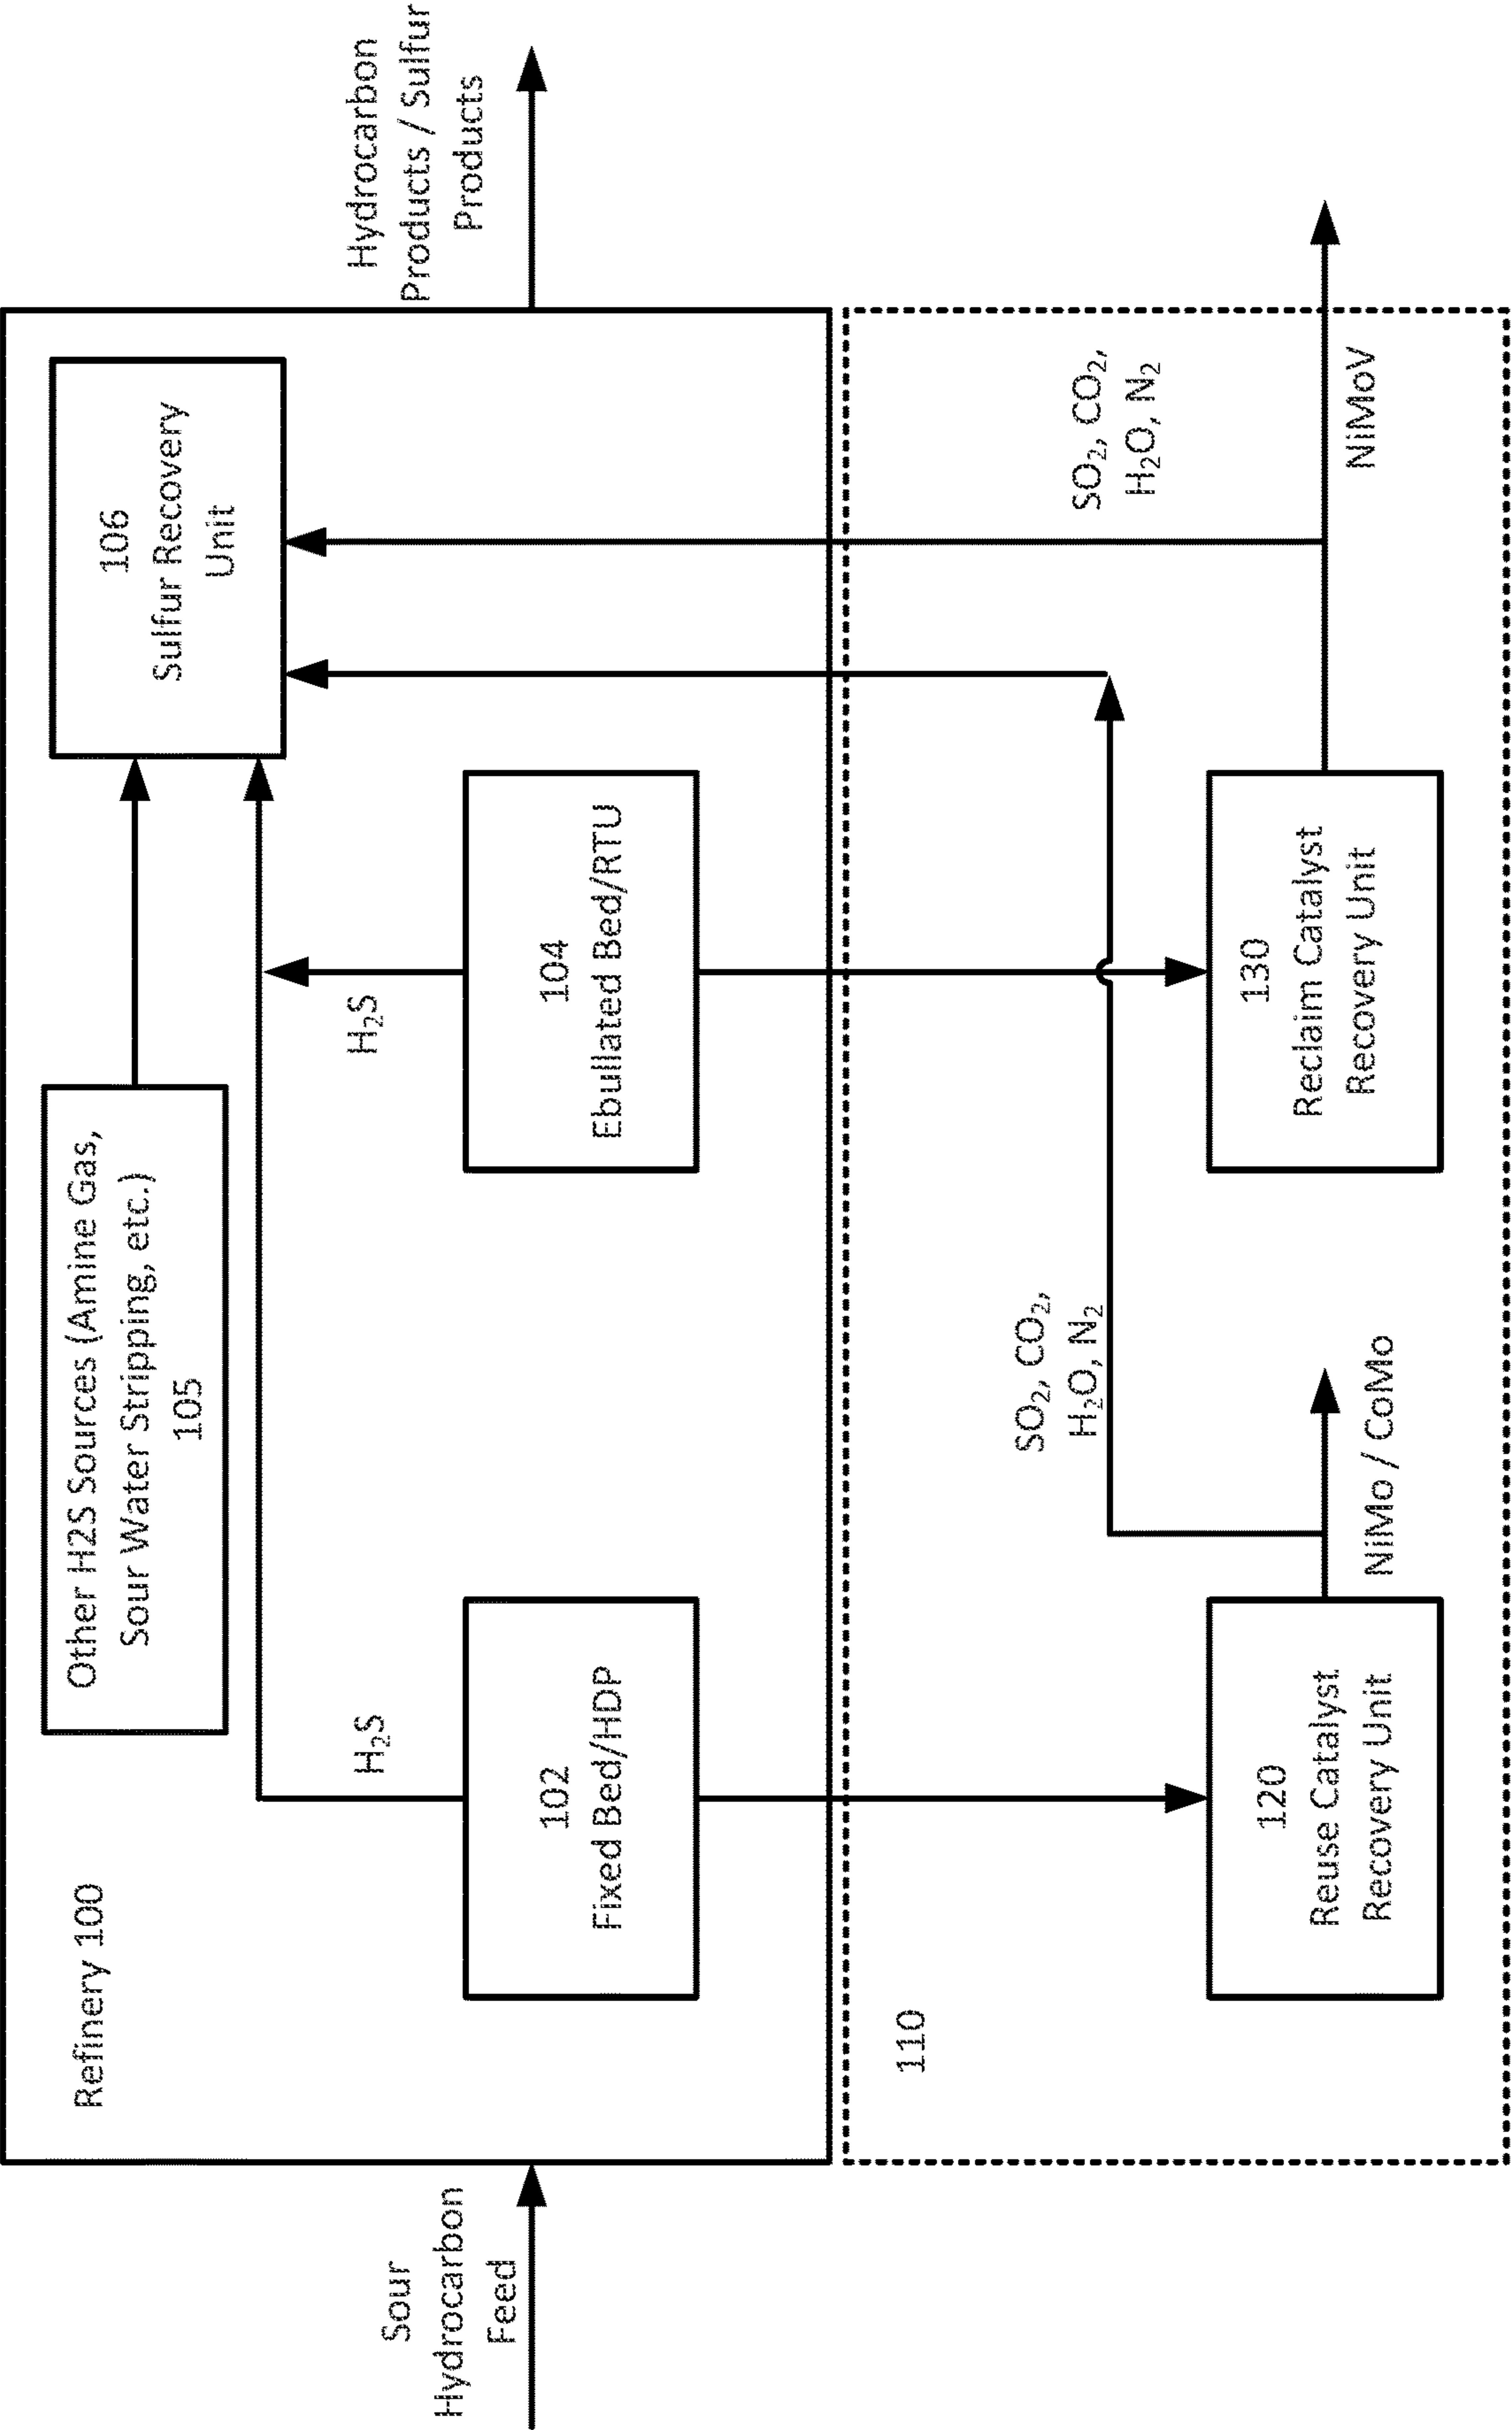 Refinery 100
Other H2S Sources (Amine Gas,
Sour Water Stripping, etc.)
105
106
Sulfur Recovery
Unit
Sour
Hydrocarbon
Feed
H₂S
H₂S
Hydrocarbon
Products / Sulfur
Products
102
Fixed Bed/HDP
104
Ebullated Bed/RTU
110
SO₂, CO₂,
H₂O, N₂
SO₂, CO₂,
H₂O, N₂
120
Reuse Catalyst
Recovery Unit
NiMo / CoMo
130
Reclaim Catalyst
Recovery Unit
NiMoV